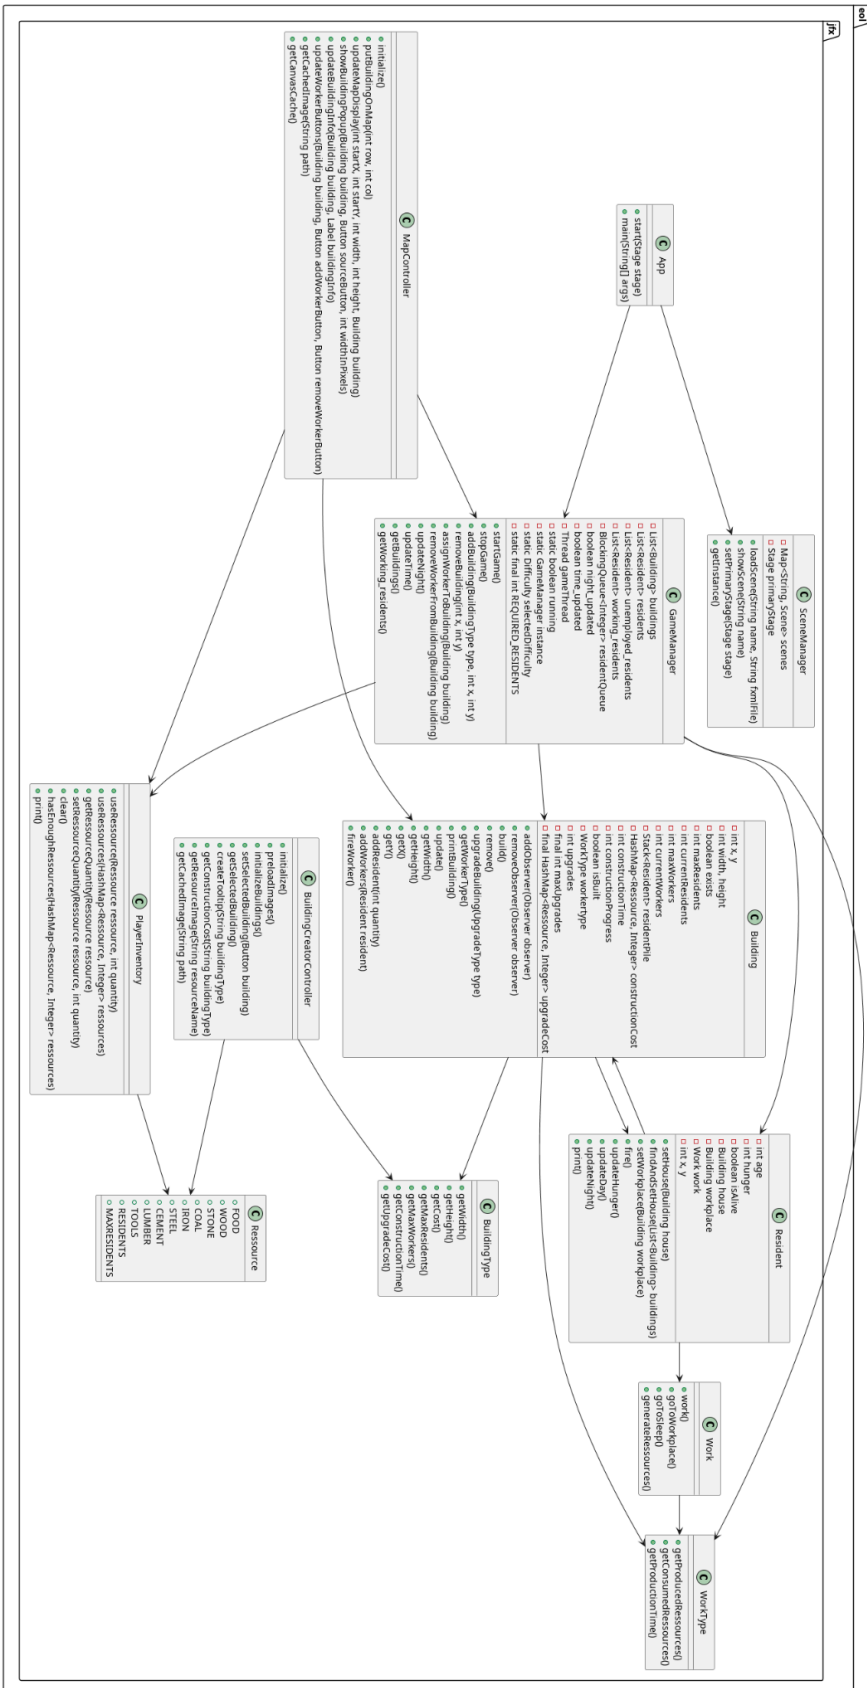 eol
jfx
C App
start(Stage stage)
main(String[] args)
C MapController
initialize()
putBuildingOnMap(int row, int col)
updateMapDisplay(int startX, int startY, int width, int height, Building building)
showBuildingPopup(Building building, Button sourceButton, int widthInPixels)
updateBuildingInfo(Building building, Label buildingInfo)
updateWorkerButtons(Building building, Button addWorkerButton, Button removeWorkerButton)
getCachedImage(String path)
getCanvasCache()
C SceneManager
Map<String, Scene> scenes
Stage primaryStage
loadScene(String name, String fxmlFile)
showScene(String name)
setPrimaryStage(Stage stage)
getInstance()
C GameManager
List<Building> buildings
List<Resident> residents
List<Resident> unemployed_residents
List<Resident> working_residents
BlockingQueue<Integer> residentQueue
boolean night_updated
boolean time_updated
Thread gameThread
static boolean running
static GameManager instance
static Difficulty selectedDifficulty
static final int REQUIRED_RESIDENTS
startGame()
stopGame()
addBuilding(BuildingType type, int x, int y)
removeBuilding(int x, int y)
assignWorkerToBuilding(Building building)
removeWorkerFromBuilding(Building building)
updateNight()
updateTime()
getBuildings()
getWorking_residents()
C Building
int x, y
int width, height
boolean exists
int maxResidents
int currentResidents
int maxWorkers
int currentWorkers
Stack<Resident> residentPile
HashMap<Ressource, Integer> constructionCost
int constructionTime
int constructionProgress
boolean isBuilt
WorkType workertype
int upgrades
final int maxUpgrades
final HashMap<Ressource, Integer> upgradeCost
addObserver(Observer observer)
removeObserver(Observer observer)
build()
remove()
upgradeBuilding(UpgradeType type)
getWorkerType()
printBuilding()
update()
getWidth()
getHeight()
getX()
getY()
addResident(int quantity)
addWorkers(Resident resident)
fireWorker()
C BuildingCreatorController
initialize()
preloadImages()
initializeBuildings()
setSelectedBuilding(Button building)
getSelectedBuilding()
createTooltip(String buildingType)
getConstructionCost(String buildingType)
getResourceImage(String resourceName)
getCachedImage(String path)
C PlayerInventory
useRessource(Ressource ressource, int quantity)
useRessources(HashMap<Ressource, Integer> ressources)
getRessourceQuantity(Ressource ressource)
setRessourceQuantity(Ressource ressource, int quantity)
clear()
hasEnoughRessources(HashMap<Ressource, Integer> ressources)
print()
C Resident
int age
int hunger
boolean isAlive
Building house
Building workplace
Work work
int x, y
setHouse(Building house)
findAndSetHouse(List<Building> buildings)
setWorkplace(Building workplace)
fire()
updateHunger()
updateDay()
updateNight()
print()
C BuildingType
getWidth()
getHeight()
getCost()
getMaxResidents()
getMaxWorkers()
getConstructionTime()
getUpgradeCost()
C Ressource
FOOD
WOOD
STONE
COAL
IRON
STEEL
CEMENT
LUMBER
TOOLS
RESIDENTS
MAXRESIDENTS
C Work
work()
goToWorkplace()
goToSleep()
generateRessources()
C WorkType
getProducedRessources()
getConsumedRessources()
getProductionTime()